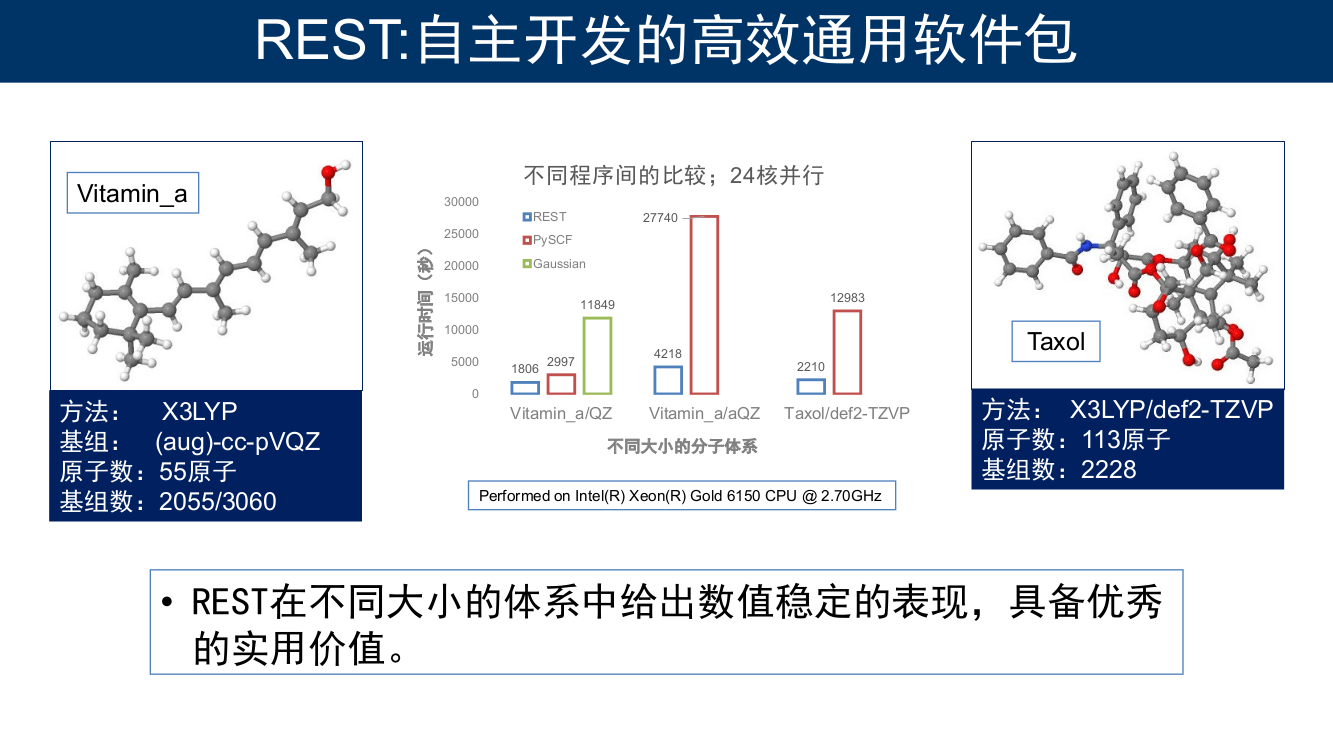 REST:自主开发的高效通用软件包
Vitamin_a
方法： X3LYP
基组： (aug)-cc-pVQZ
原子数：55原子
基组数：2055/3060
不同程序间的比较；24核并行
30000
25000
20000
15000
10000
5000
0
运行时间（秒）
REST
PySCF
Gaussian
1806
2997
11849
4218
27740
2210
12983
Vitamin_a/QZ
Vitamin_a/aQZ
Taxol/def2-TZVP
不同大小的分子体系
Performed on Intel(R) Xeon(R) Gold 6150 CPU @ 2.70GHz
Taxol
方法： X3LYP/def2-TZVP
原子数：113原子
基组数：2228
• REST在不同大小的体系中给出数值稳定的表现，具备优秀
的实用价值。